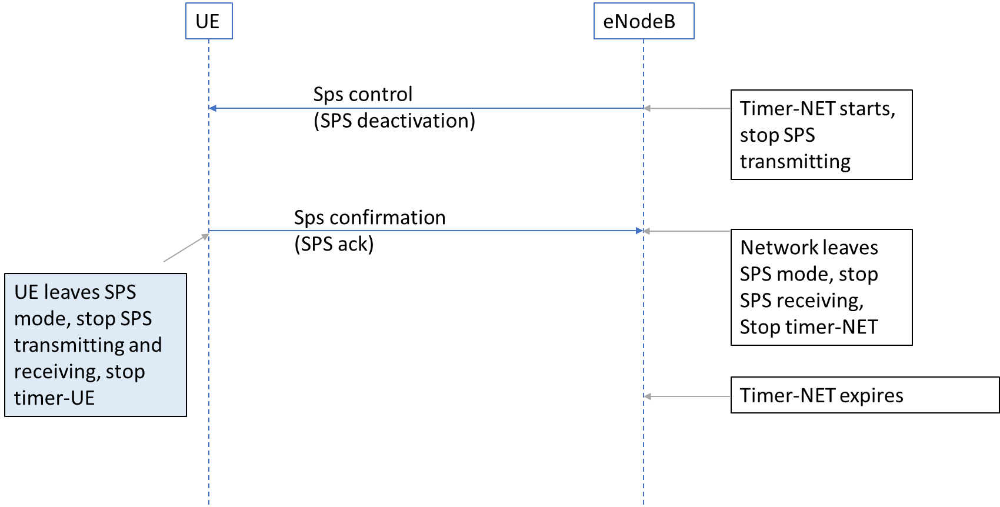 UE
eNodeB
Sps control
(SPS deactivation)
Timer-NET starts,
stop SPS
transmitting
Sps confirmation
(SPS ack)
Network leaves
SPS mode, stop
SPS receiving,
Stop timer-NET
UE leaves SPS
mode, stop SPS
transmitting and
receiving, stop
timer-UE
Timer-NET expires